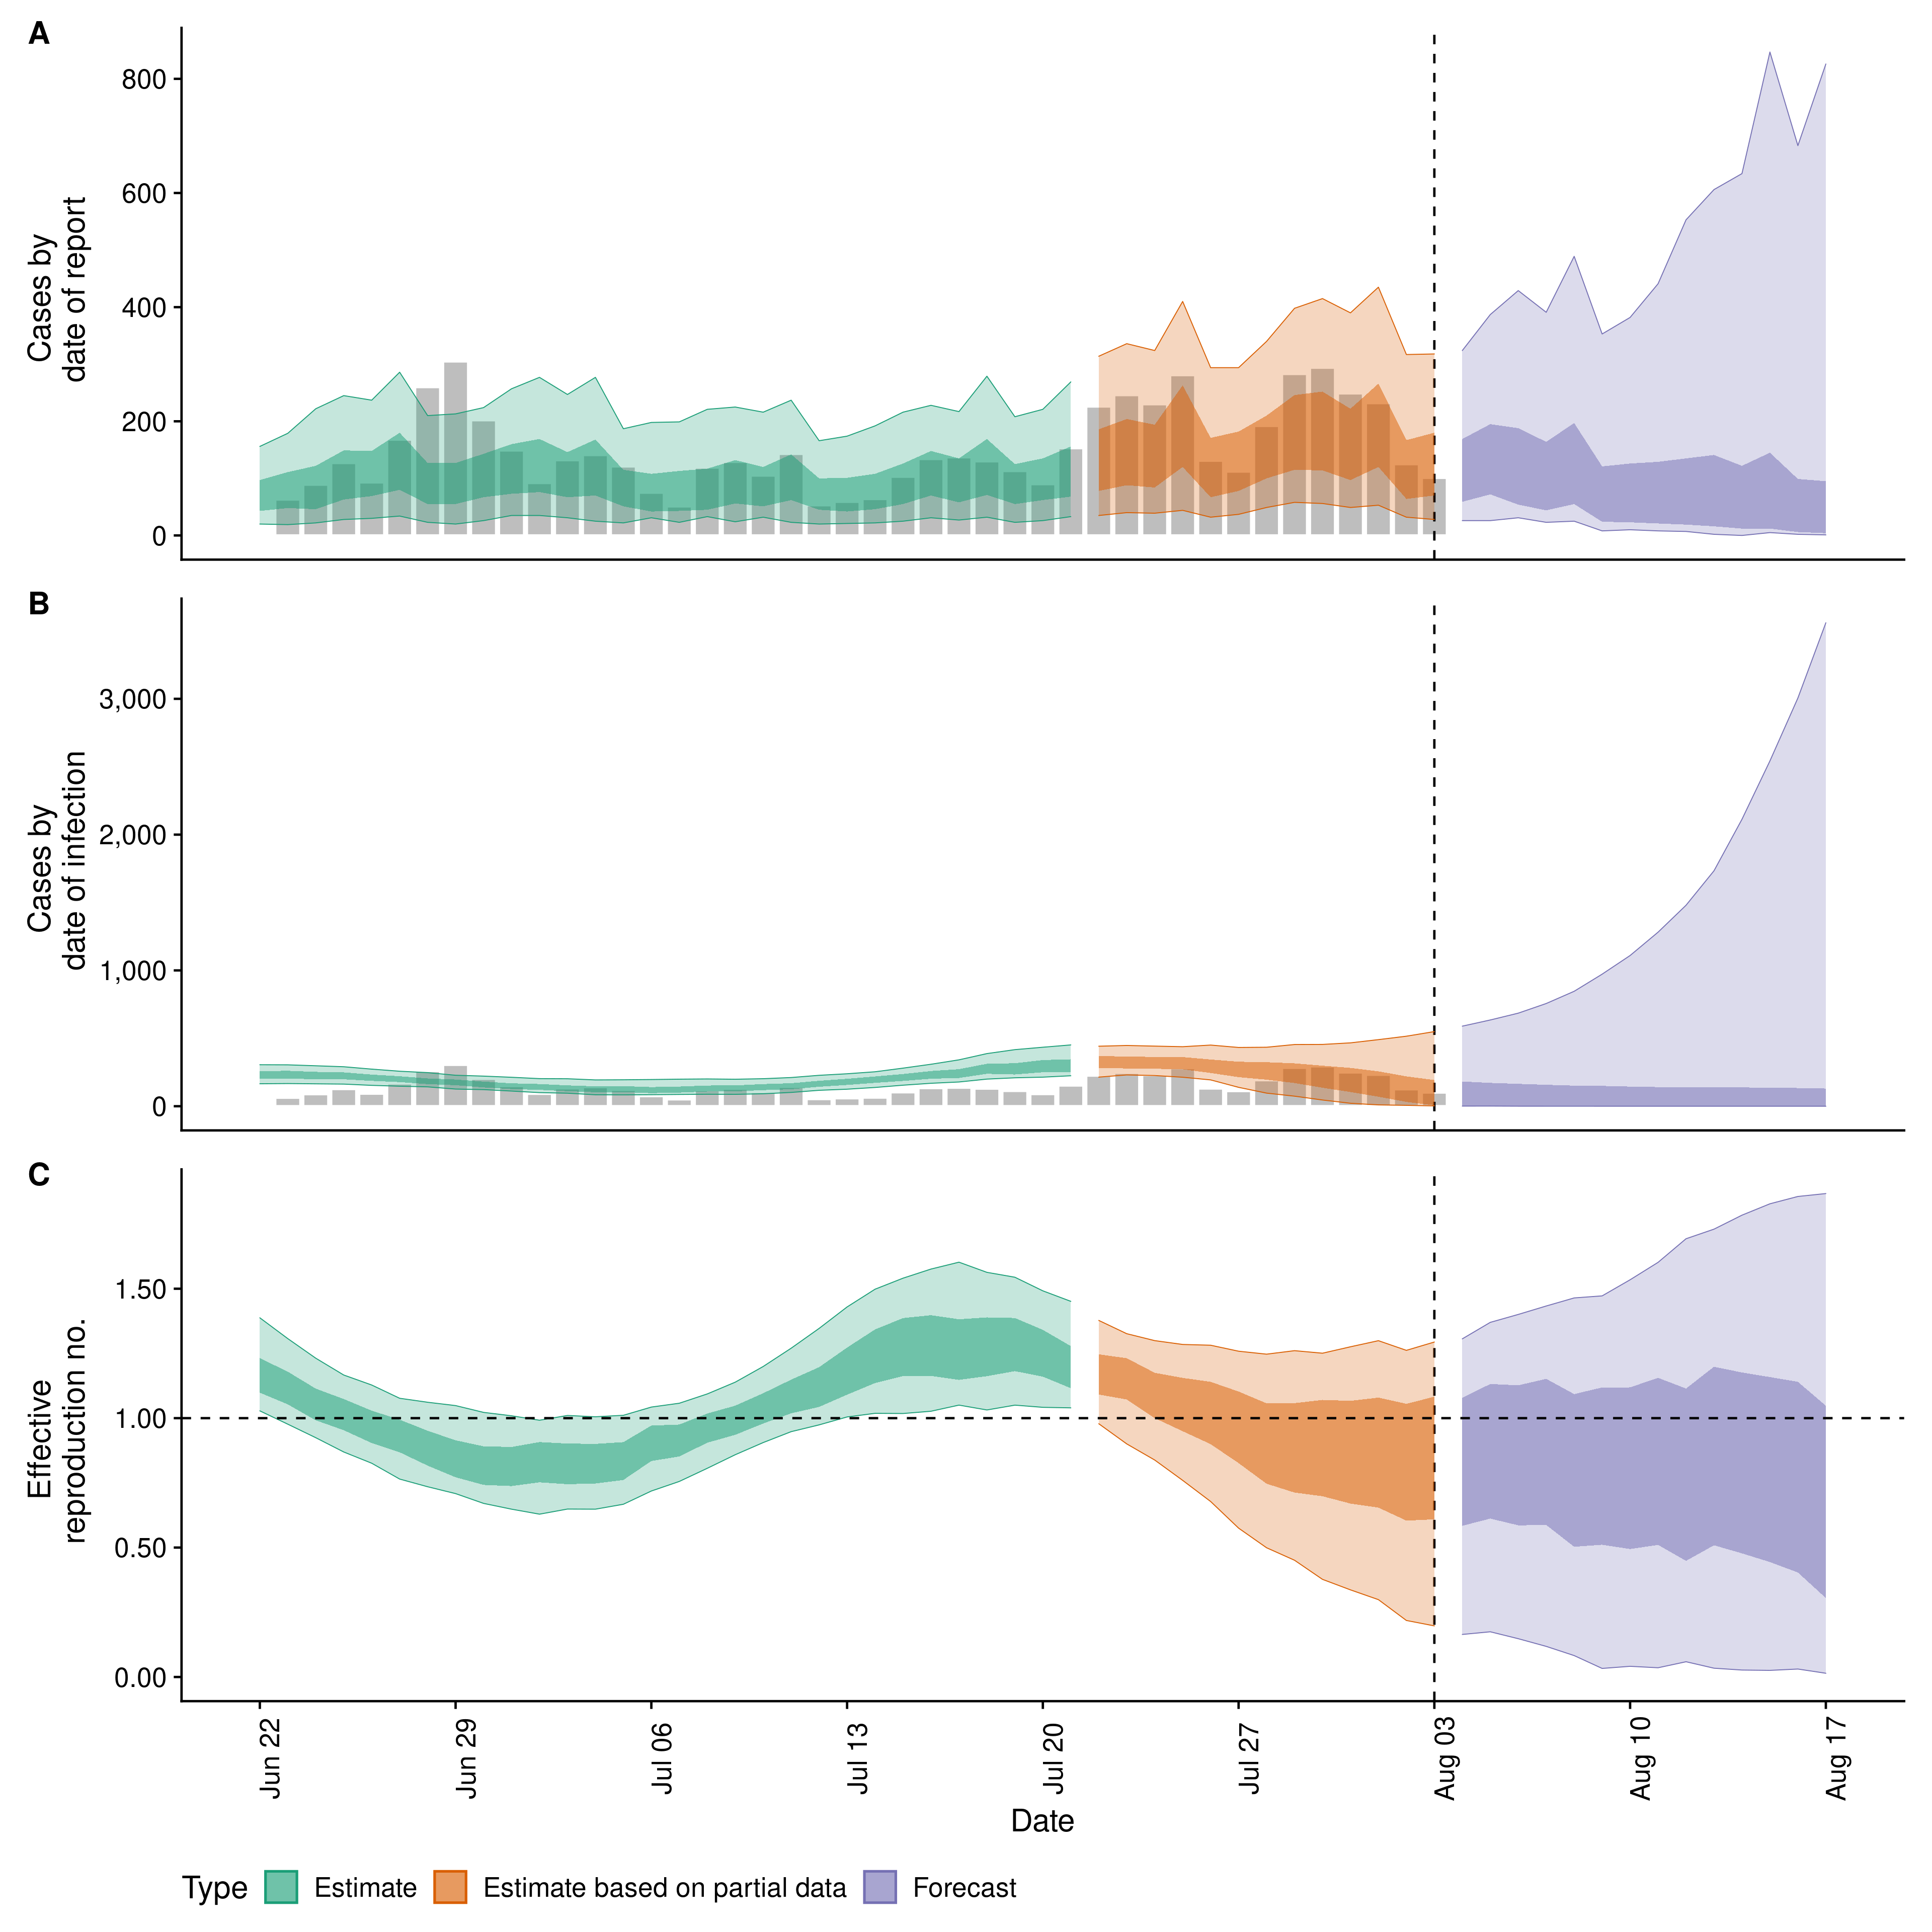 A
Cases by
date of report
800
600
400
200
0
B
Cases by
date of infection
3,000
2,000
1,000
0
C
Effective
reproduction no.
1.50
1.00
0.50
0.00
Jun 22
Jun 29
Jul 06
Jul 13
Jul 20
Jul 27
Aug 03
Aug 10
Aug 17
Date
Type Estimate Estimate based on partial data Forecast